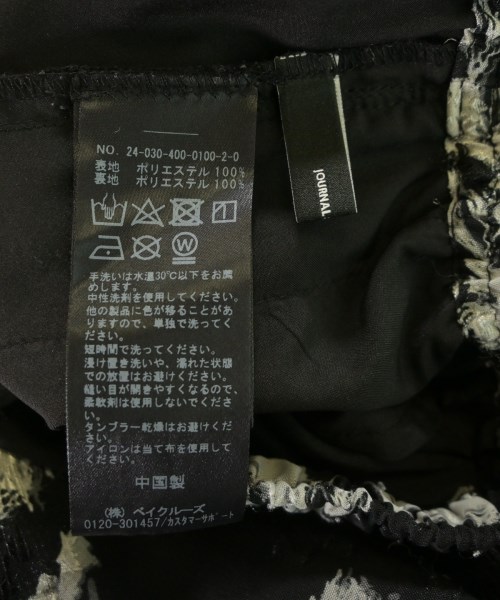 NO. 24-030-400-0100-2-0
表地 ポリエステル 100%
裏地 ポリエステル 100%
W
手洗いは水温30℃以下をお薦
めします。
中性洗剤を使用してください。
他の製品に色が移ることがあ
りますので、単独で洗ってく
ださい。
短時間で洗ってください。
浸け置き洗いや、濡れた状態
での放置はお避けください。
縫い目が開きやすくなるので、
柔軟剤は使用しないでくださ
い。
タンブラー乾燥はお避けくだ
さい。
アイロンは当て布を使用して
ください。
中国製
(株) ベイクルーズ
0120-301457/カスタマーサポート
JOURNAL